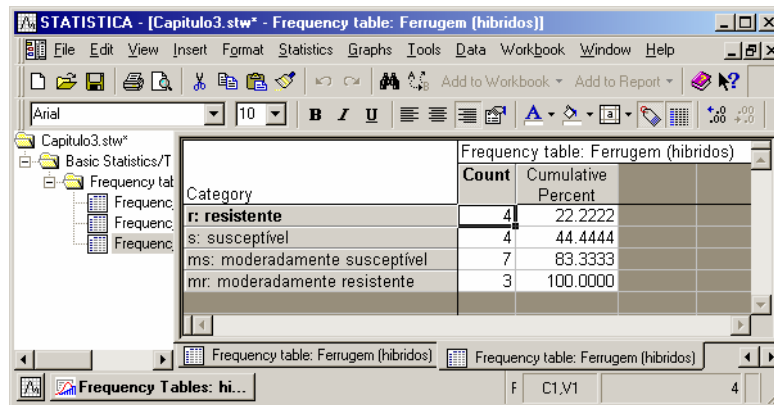 STATISTICA - [Capitulo3.stw* - Frequency table: Ferrugem (hibridos)]
File Edit View Insert Format Statistics Graphs Tools Data Workbook Window Help
Add to Workbook Add to Report
Arial 10 B I U A a +.0 .00 .00 +.0
Capitulo3.stw*
Basic Statistics/T
Frequency tab
Frequenc
Frequenc
Frequenc
Frequency table: Ferrugem (hibridos)
Category Count Cumulative Percent
r: resistente 4 22.2222
s: susceptível 4 44.4444
ms: moderadamente susceptível 7 83.3333
mr: moderadamente resistente 3 100.0000
Frequency table: Ferrugem (hibridos) Frequency table: Ferrugem (hibridos)
Frequency Tables: hi... F C1,V1 4